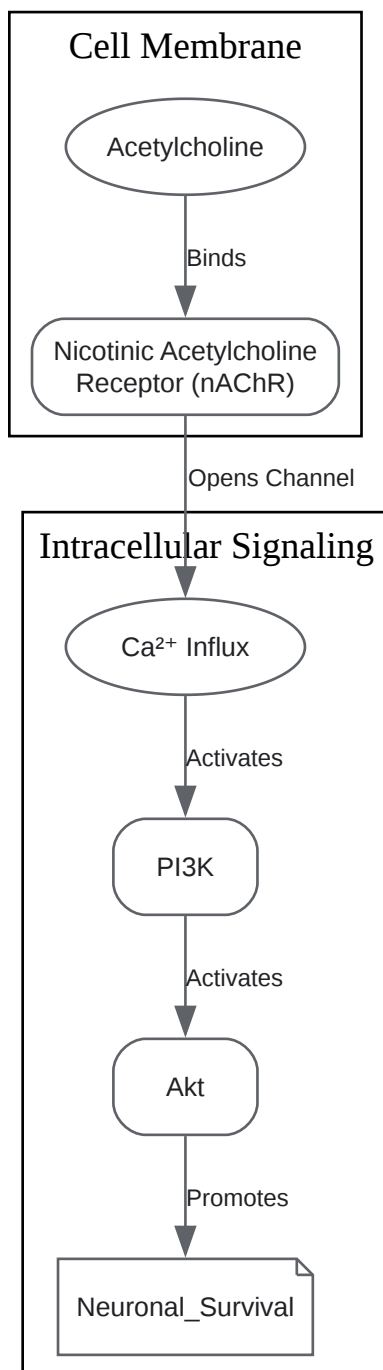 Cell Membrane
Acetylcholine
Binds
Nicotinic Acetylcholine
Receptor (nAChR)
Opens Channel
Intracellular Signaling
Ca²⁺ Influx
Activates
PI3K
Activates
Akt
Promotes
Neuronal_Survival